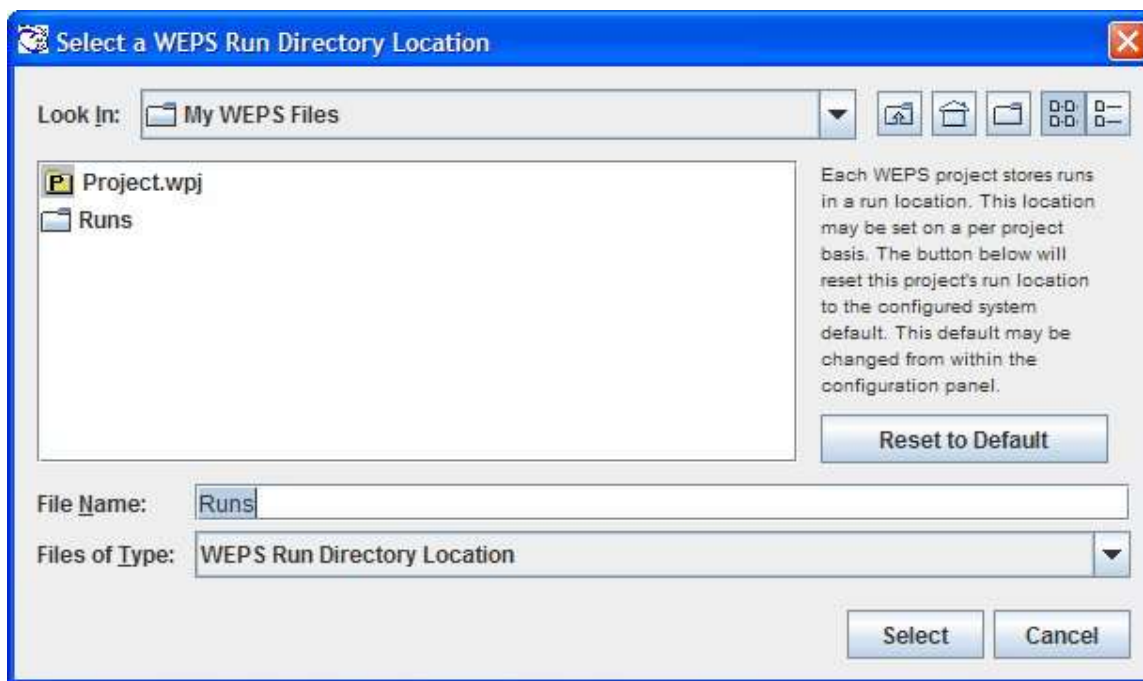 Select a WEPS Run Directory Location
Look In: My WEPS Files
Project.wpj
Runs
Each WEPS project stores runs
in a run location. This location
may be set on a per project
basis. The button below will
reset this project's run location
to the configured system
default. This default may be
changed from within the
configuration panel.
Reset to Default
File Name: Runs
Files of Type: WEPS Run Directory Location
Select Cancel